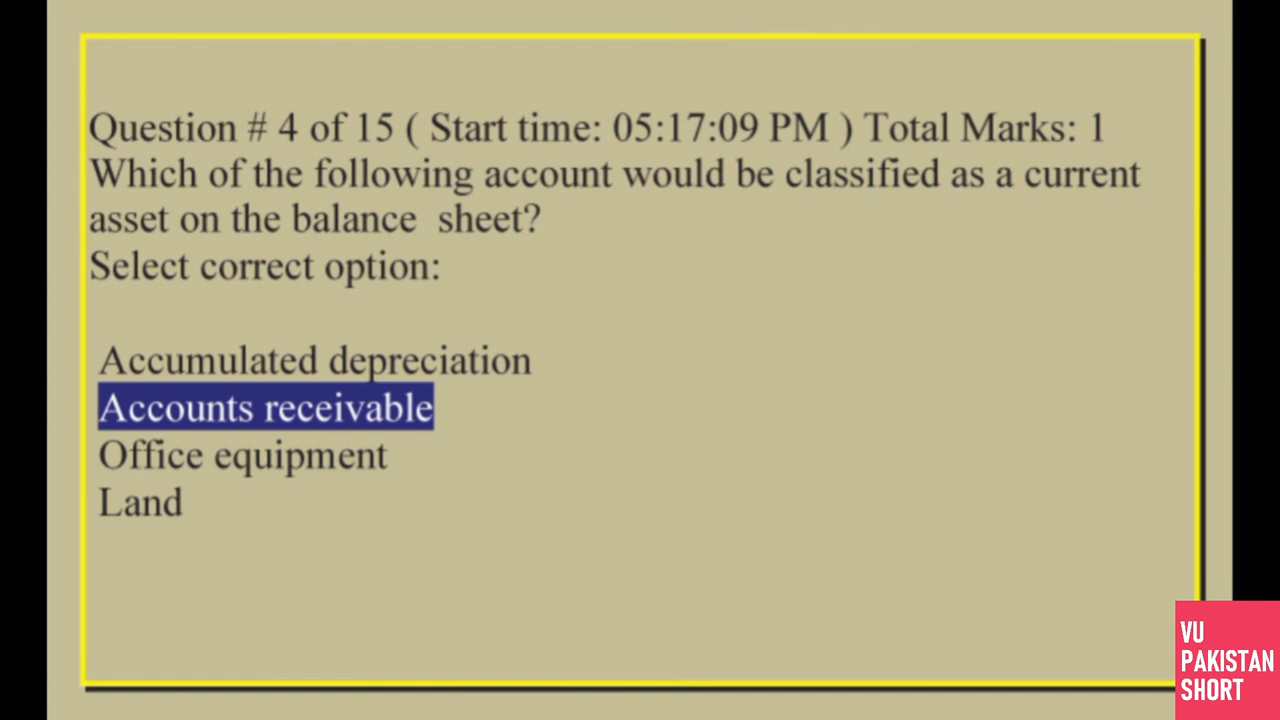 Question # 4 of 15 ( Start time: 05:17:09 PM ) Total Marks: 1
Which of the following account would be classified as a current
asset on the balance  sheet?
Select correct option:
Accumulated depreciation
Accounts receivable
Office equipment
Land
VU
PAKISTAN
SHORT